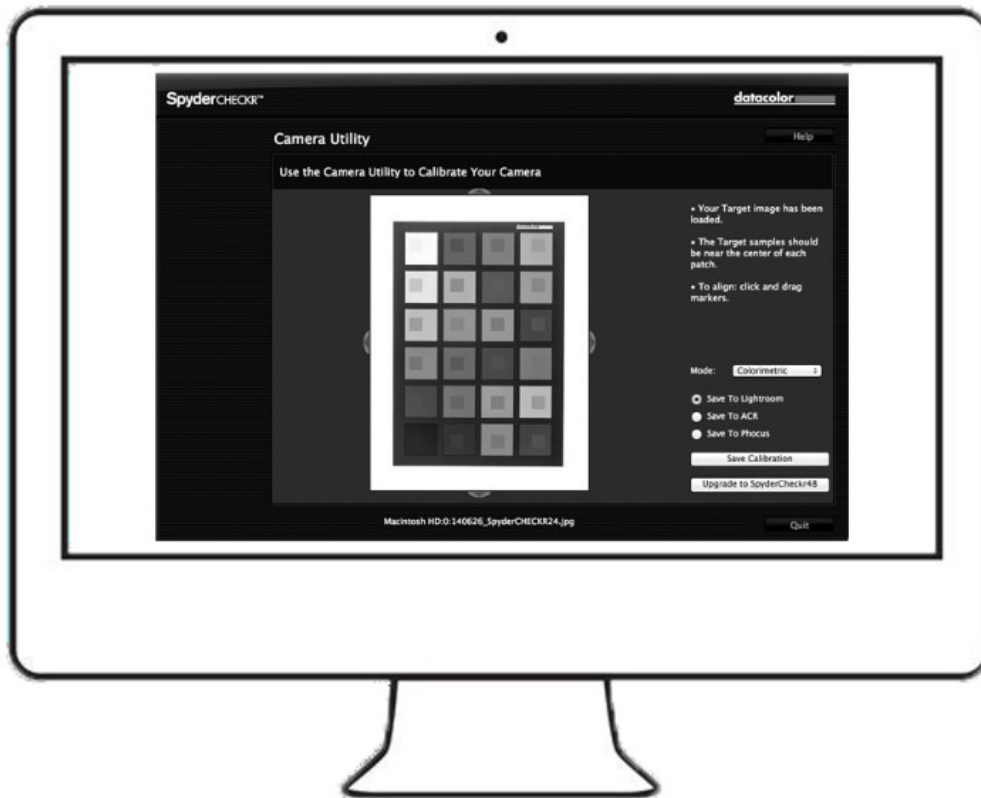 SpyderCHECKR™
datacolor
Camera Utility
Help
Use the Camera Utility to Calibrate Your Camera
datacolor
• Your Target image has been
loaded.
• The Target samples should
be near the center of each
patch.
• To align: click and drag
markers.
Mode: Colorimetric
Save To Lightroom
Save To ACR
Save To Phocus
Save Calibration
Upgrade to SpyderCheckr48
Macintosh HD:0:140626_SpyderCHECKR24.jpg
Quit